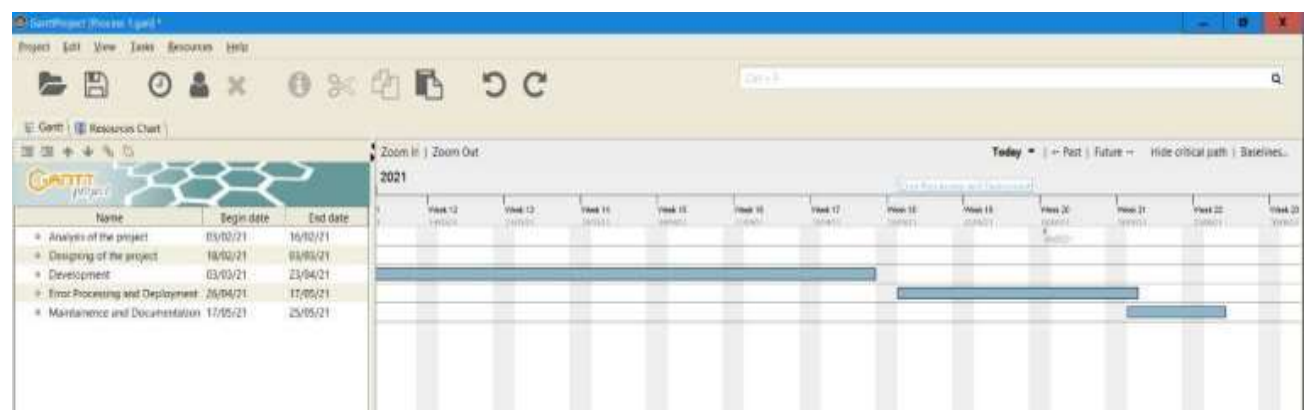 GanttProject [Process 1.gan] *
Project Edit View Tasks Resources Help
Ctrl + F
Gantt Resources Chart
Zoom In | Zoom Out Today ▾ | ← Past | Future → Hide critical path | Baselines...
GANTT project
2021
Name Begin date End date
Week 12 Week 13 Week 14 Week 15 Week 16 Week 17 Week 18 Week 19 Week 20 Week 21 Week 22 Week 23
Analysis of the project 03/02/21 16/02/21
Designing of the project 18/02/21 03/03/21
Development 03/03/21 23/04/21
Error Processing and Deployment 26/04/21 17/05/21
Maintainence and Documentation 17/05/21 25/05/21